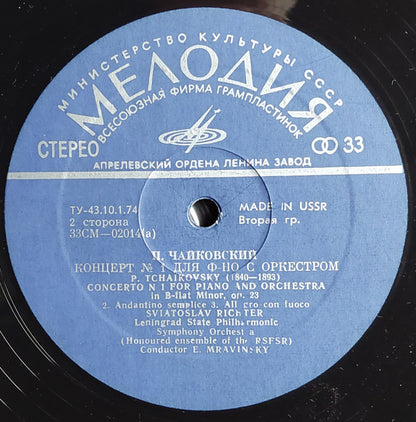 МИНИСТЕРСТВО КУЛЬТУРЫ СССР
МЕЛОДИЯ
ВСЕСОЮЗНАЯ ФИРМА ГРАМПЛАСТИНОК
СТЕРЕО
33
АПРЕЛЕВСКИЙ ОРДЕНА ЛЕНИНА ЗАВОД
ТУ-43.10.1.74
MADE IN USSR
2 сторона
Вторая гр.
33СМ—02014(а)
П. ЧАЙКОВСКИЙ
КОНЦЕРТ № 1 ДЛЯ Ф-НО С ОРКЕСТРОМ
P. TCHAIKOVSKY (1840—1893)
CONCERTO N 1 FOR PIANO AND ORCHESTRA
in B-flat Minor, op. 23
2. Andantino semplice 3. All gro con fuoco
SVIATOSLAV RICHTER
Leningrad State Philharmonic
Symphony Orchest a
(Honoured ensemble of the RSFSR)
Conductor E. MRAVINSKY